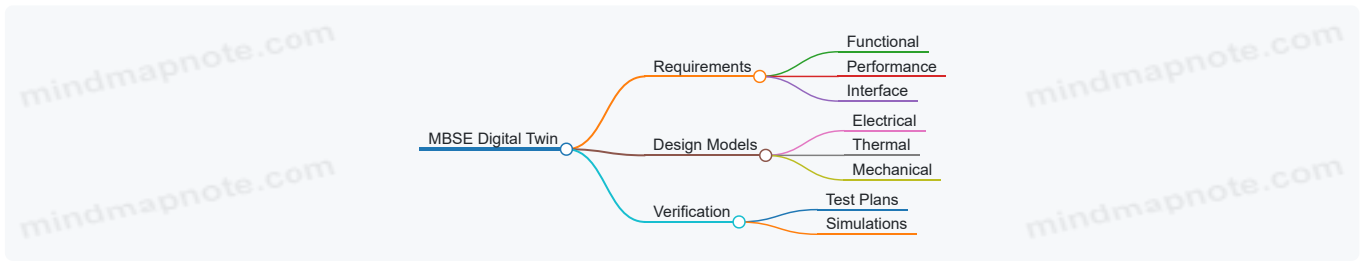 mindmapnote.com
mindmapnote.com
MBSE Digital Twin
Requirements
Functional
Performance
Interface
Design Models
Electrical
Thermal
Mechanical
Verification
Test Plans
Simulations
mindmapnote.com
mindmapnote.com